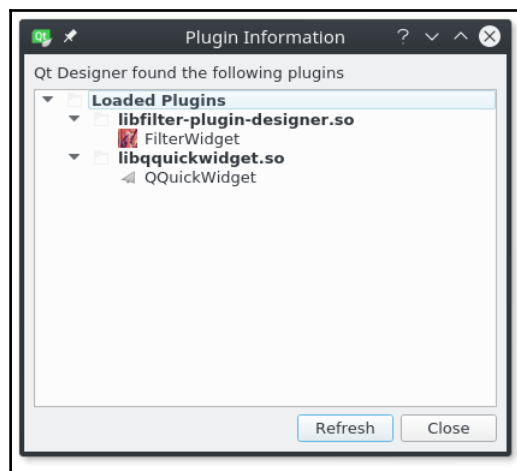 Plugin Information
Qt Designer found the following plugins
Loaded Plugins
libfilter-plugin-designer.so
FilterWidget
libqquickwidget.so
QQuickWidget
Refresh
Close